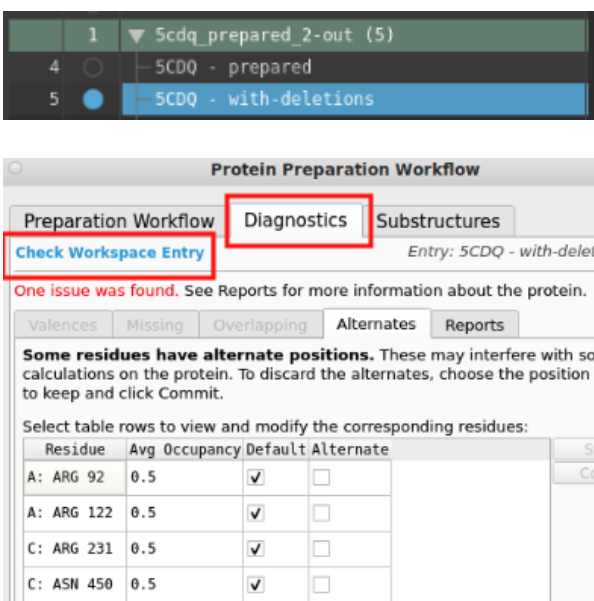 1 ▼ 5cdq_prepared_2-out (5)
4 5CDQ - prepared
5 5CDQ - with-deletions
Protein Preparation Workflow
Preparation Workflow Diagnostics Substructures
Check Workspace Entry Entry: 5CDQ - with-delet
One issue was found. See Reports for more information about the protein.
Valences Missing Overlapping Alternates Reports
Some residues have alternate positions. These may interfere with so
calculations on the protein. To discard the alternates, choose the position
to keep and click Commit.
Select table rows to view and modify the corresponding residues:
Residue Avg Occupancy Default Alternate
A: ARG 92 0.5
A: ARG 122 0.5
C: ARG 231 0.5
C: ASN 450 0.5